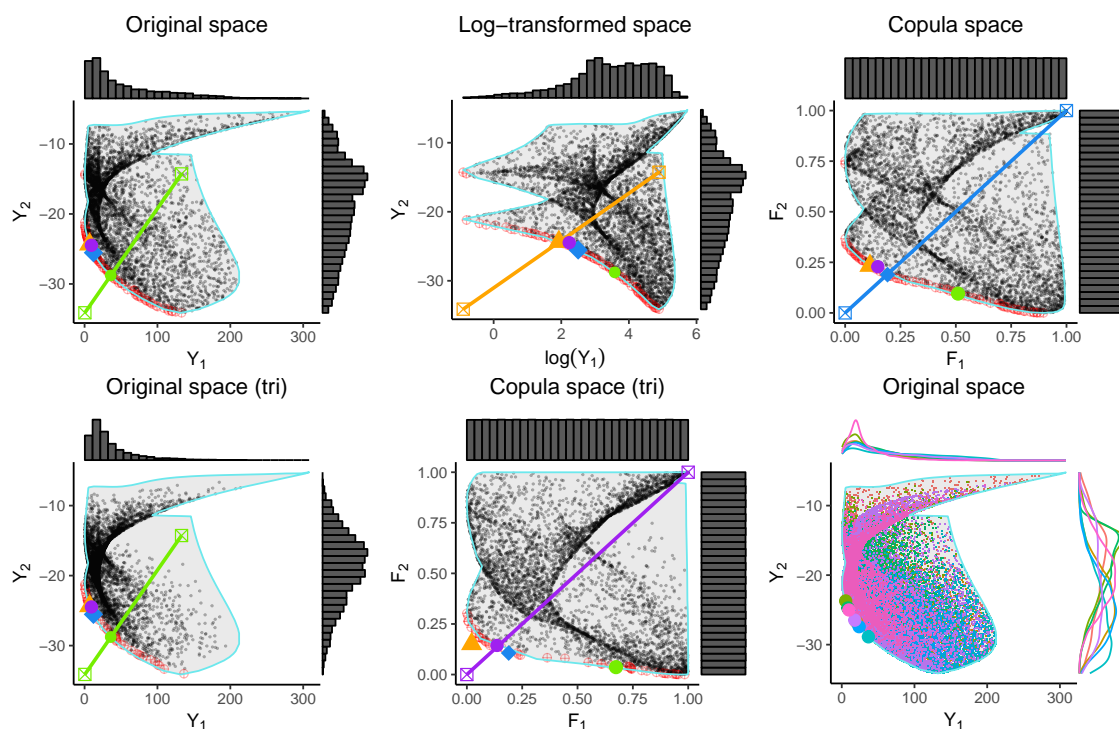 Original space
Log−transformed space
Copula space
Y2
−10
−20
−30
0 100 200 300
Y1
Y2
−10
−20
−30
0 2 4 6
log(Y1)
F2
1.00
0.75
0.50
0.25
0.00
0.00 0.25 0.50 0.75 1.00
F1
Original space (tri)
Copula space (tri)
Original space
Y2
−10
−20
−30
0 100 200 300
Y1
F2
1.00
0.75
0.50
0.25
0.00
0.00 0.25 0.50 0.75 1.00
F1
Y2
−10
−20
−30
0 100 200 300
Y1